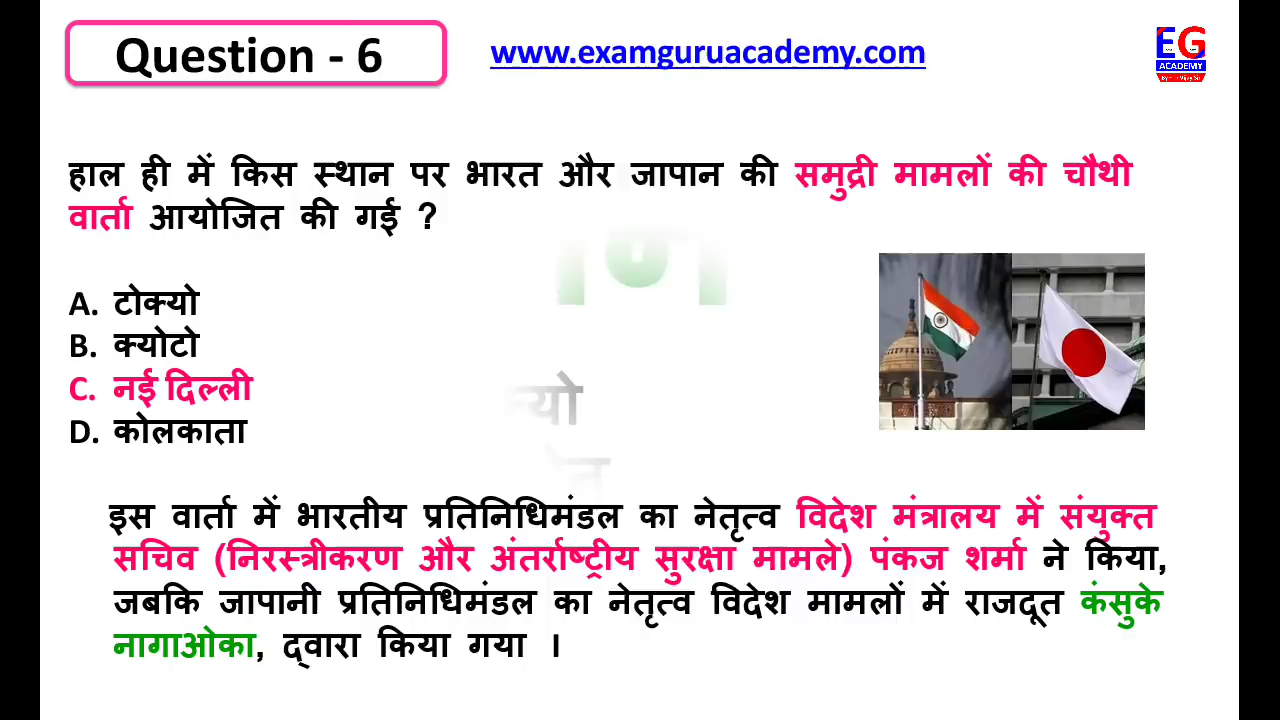 Question - 6
www.examguruacademy.com
EG
ACADEMY
हाल ही में किस स्थान पर भारत और जापान की समुद्री मामलों की चौथी
वार्ता आयोजित की गई ?
A. टोक्यो
B. क्योटो
C. नई दिल्ली
D. कोलकाता
इस वार्ता में भारतीय प्रतिनिधिमंडल का नेतृत्व विदेश मंत्रालय में संयुक्त
सचिव (निरस्त्रीकरण और अंतर्राष्ट्रीय सुरक्षा मामले) पंकज शर्मा ने किया,
जबकि जापानी प्रतिनिधिमंडल का नेतृत्व विदेश मामलों में राजदूत कंसुके
नागाओका, द्वारा किया गया ।